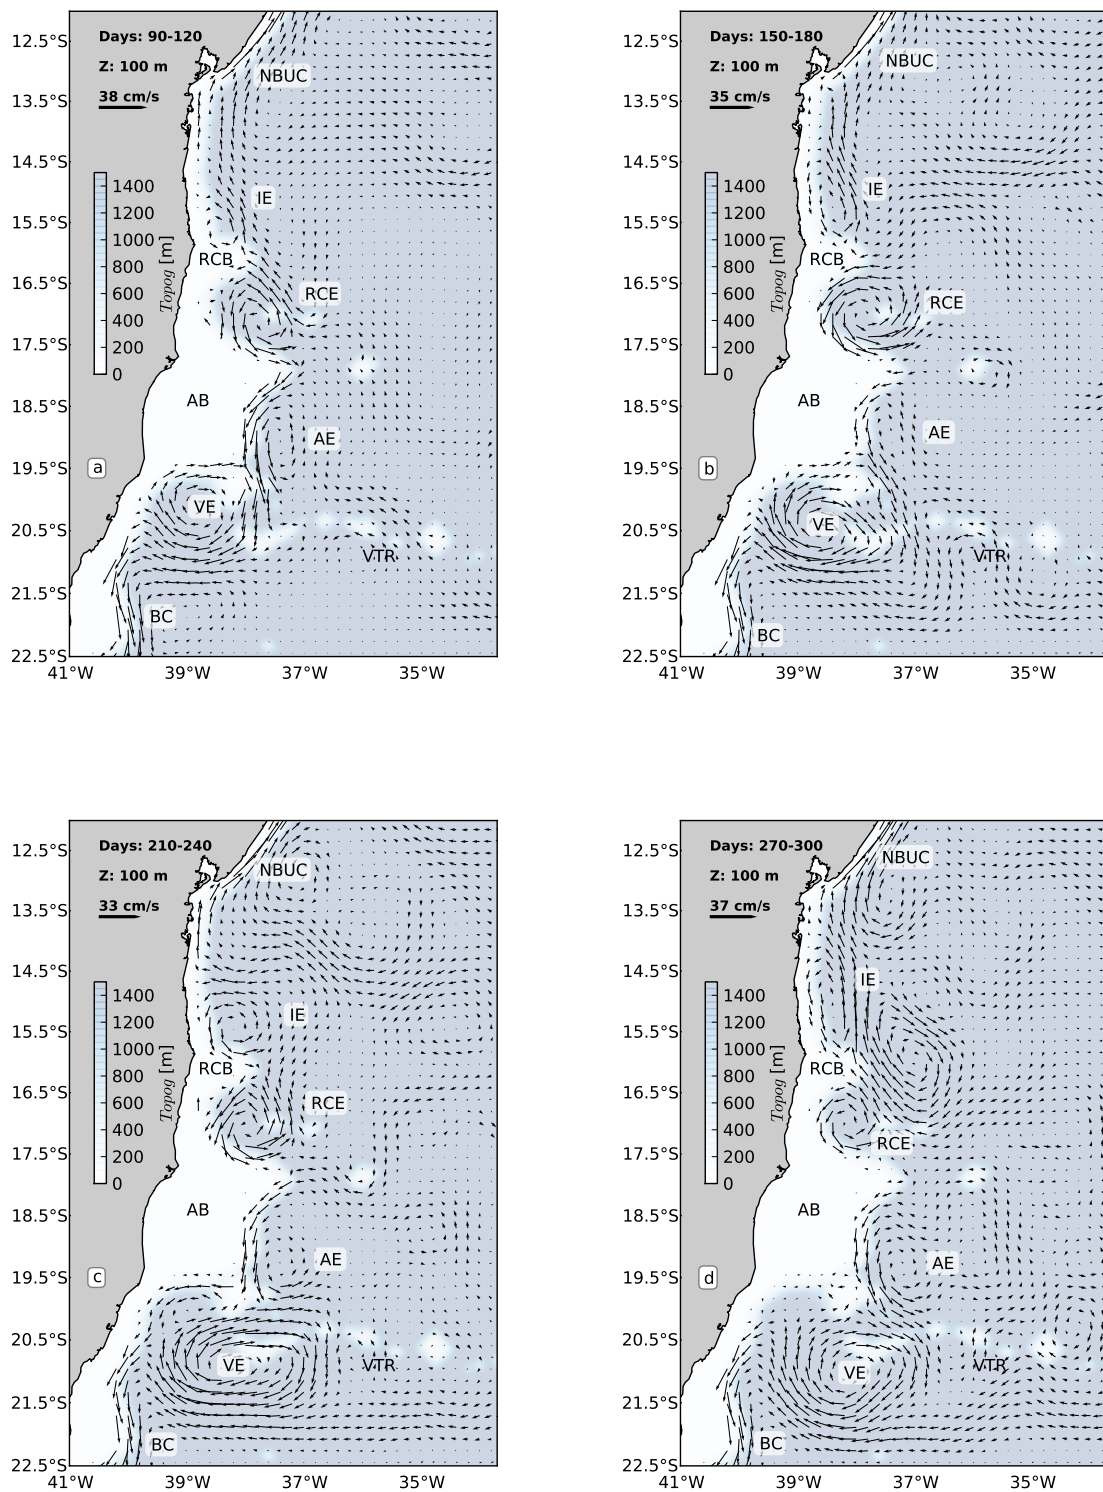 12.5°S
13.5°S
14.5°S
15.5°S
16.5°S
17.5°S
18.5°S
19.5°S
20.5°S
21.5°S
22.5°S
41°W 39°W 37°W 35°W
Days: 90-120
Z: 100 m
38 cm/s
NBUC
1400
1200
1000
800
600
400
200
0
Topog [m]
IE
RCB
RCE
AB
AE
a
VE
VTR
BC
12.5°S
13.5°S
14.5°S
15.5°S
16.5°S
17.5°S
18.5°S
19.5°S
20.5°S
21.5°S
22.5°S
41°W 39°W 37°W 35°W
Days: 150-180
Z: 100 m
35 cm/s
NBUC
1400
1200
1000
800
600
400
200
0
Topog [m]
IE
RCB
RCE
AB
AE
b
VE
VTR
BC
12.5°S
13.5°S
14.5°S
15.5°S
16.5°S
17.5°S
18.5°S
19.5°S
20.5°S
21.5°S
22.5°S
41°W 39°W 37°W 35°W
Days: 210-240
Z: 100 m
33 cm/s
NBUC
1400
1200
1000
800
600
400
200
0
Topog [m]
IE
RCB
RCE
AB
AE
c
VE
VTR
BC
12.5°S
13.5°S
14.5°S
15.5°S
16.5°S
17.5°S
18.5°S
19.5°S
20.5°S
21.5°S
22.5°S
41°W 39°W 37°W 35°W
Days: 270-300
Z: 100 m
37 cm/s
NBUC
1400
1200
1000
800
600
400
200
0
Topog [m]
IE
RCB
RCE
AB
AE
d
VE
VTR
BC